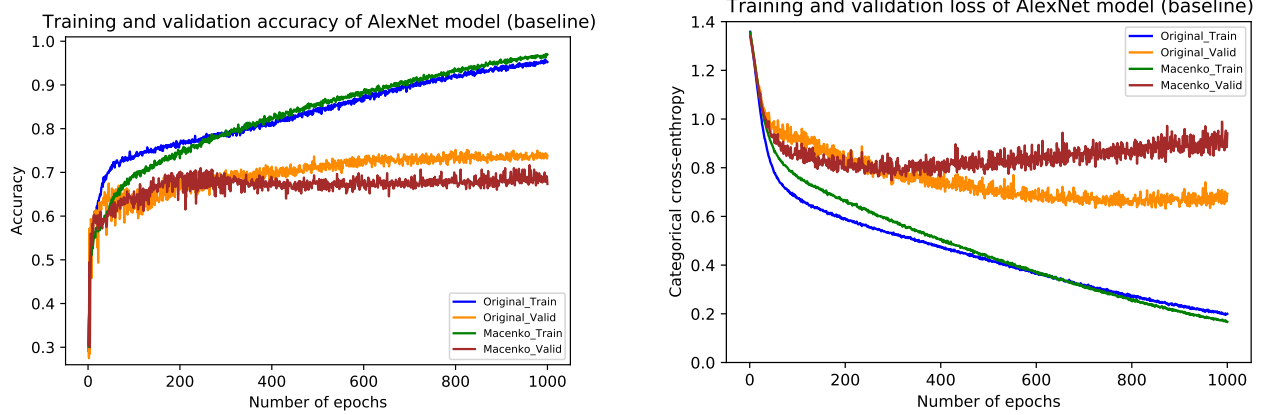 Training and validation accuracy of AlexNet model (baseline)
1.0
0.9
0.8
0.7
0.6
0.5
0.4
0.3
Accuracy
Original_Train
Original_Valid
Macenko_Train
Macenko_Valid
0 200 400 600 800 1000
Number of epochs
Training and validation loss of AlexNet model (baseline)
1.4
1.2
1.0
0.8
0.6
0.4
0.2
0.0
Categorical cross-enthropy
Original_Train
Original_Valid
Macenko_Train
Macenko_Valid
0 200 400 600 800 1000
Number of epochs